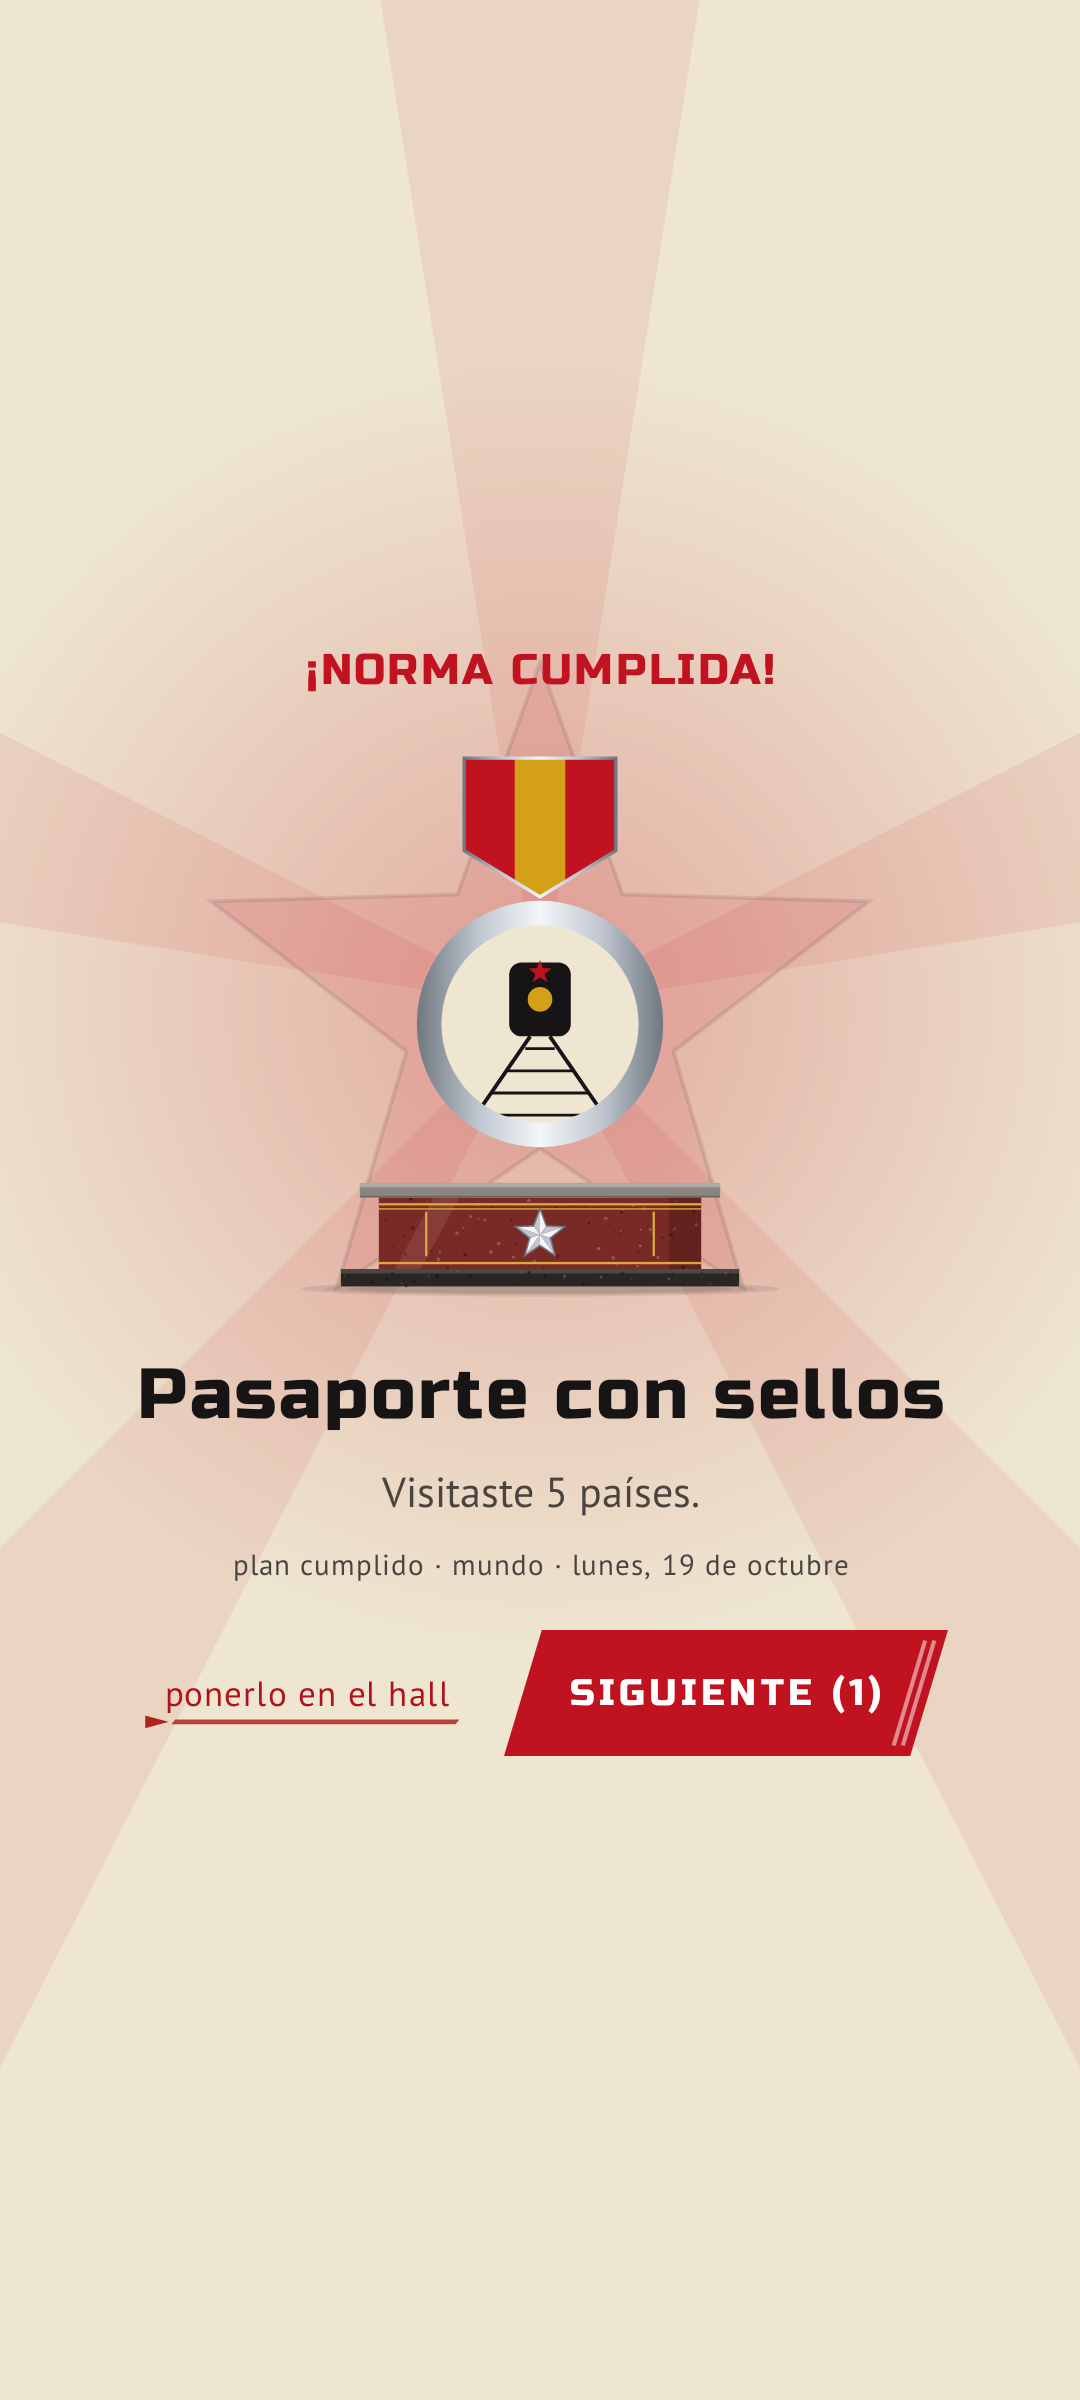 ¡NORMA CUMPLIDA!
Pasaporte con sellos
Visitaste 5 países.
plan cumplido · mundo · lunes, 19 de octubre
ponerlo en el hall
SIGUIENTE (1)